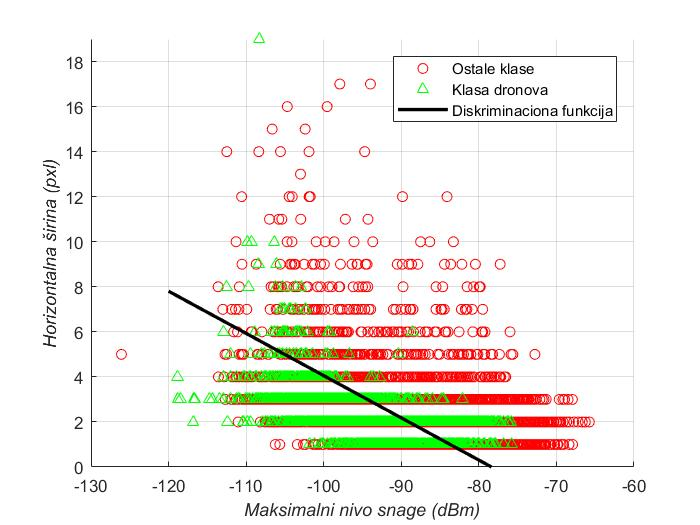 18
16
14
12
10
8
6
4
2
0
Horizontalna širina (pxl)
Ostale klase
Klasa dronova
Diskriminaciona funkcija
-130 -120 -110 -100 -90 -80 -70 -60
Maksimalni nivo snage (dBm)